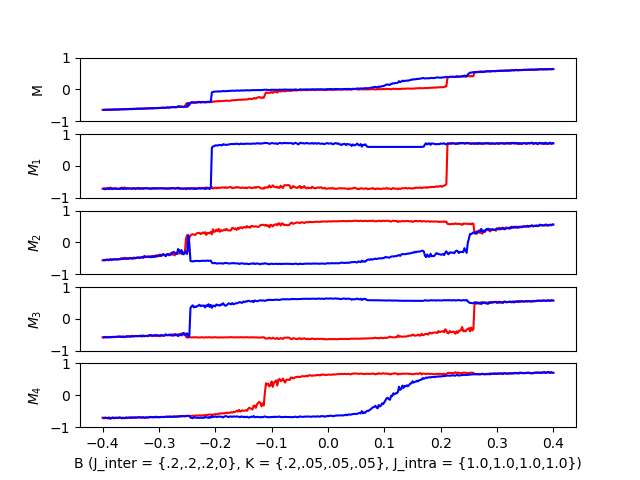 1
0
−1
M
1
0
−1
M₁
1
0
−1
M₂
1
0
−1
M₃
1
0
−1
M₄
−0.4 −0.3 −0.2 −0.1 0.0 0.1 0.2 0.3 0.4
B (J_inter = {.2,.2,.2,0}, K = {.2,.05,.05,.05}, J_intra = {1.0,1.0,1.0,1.0})